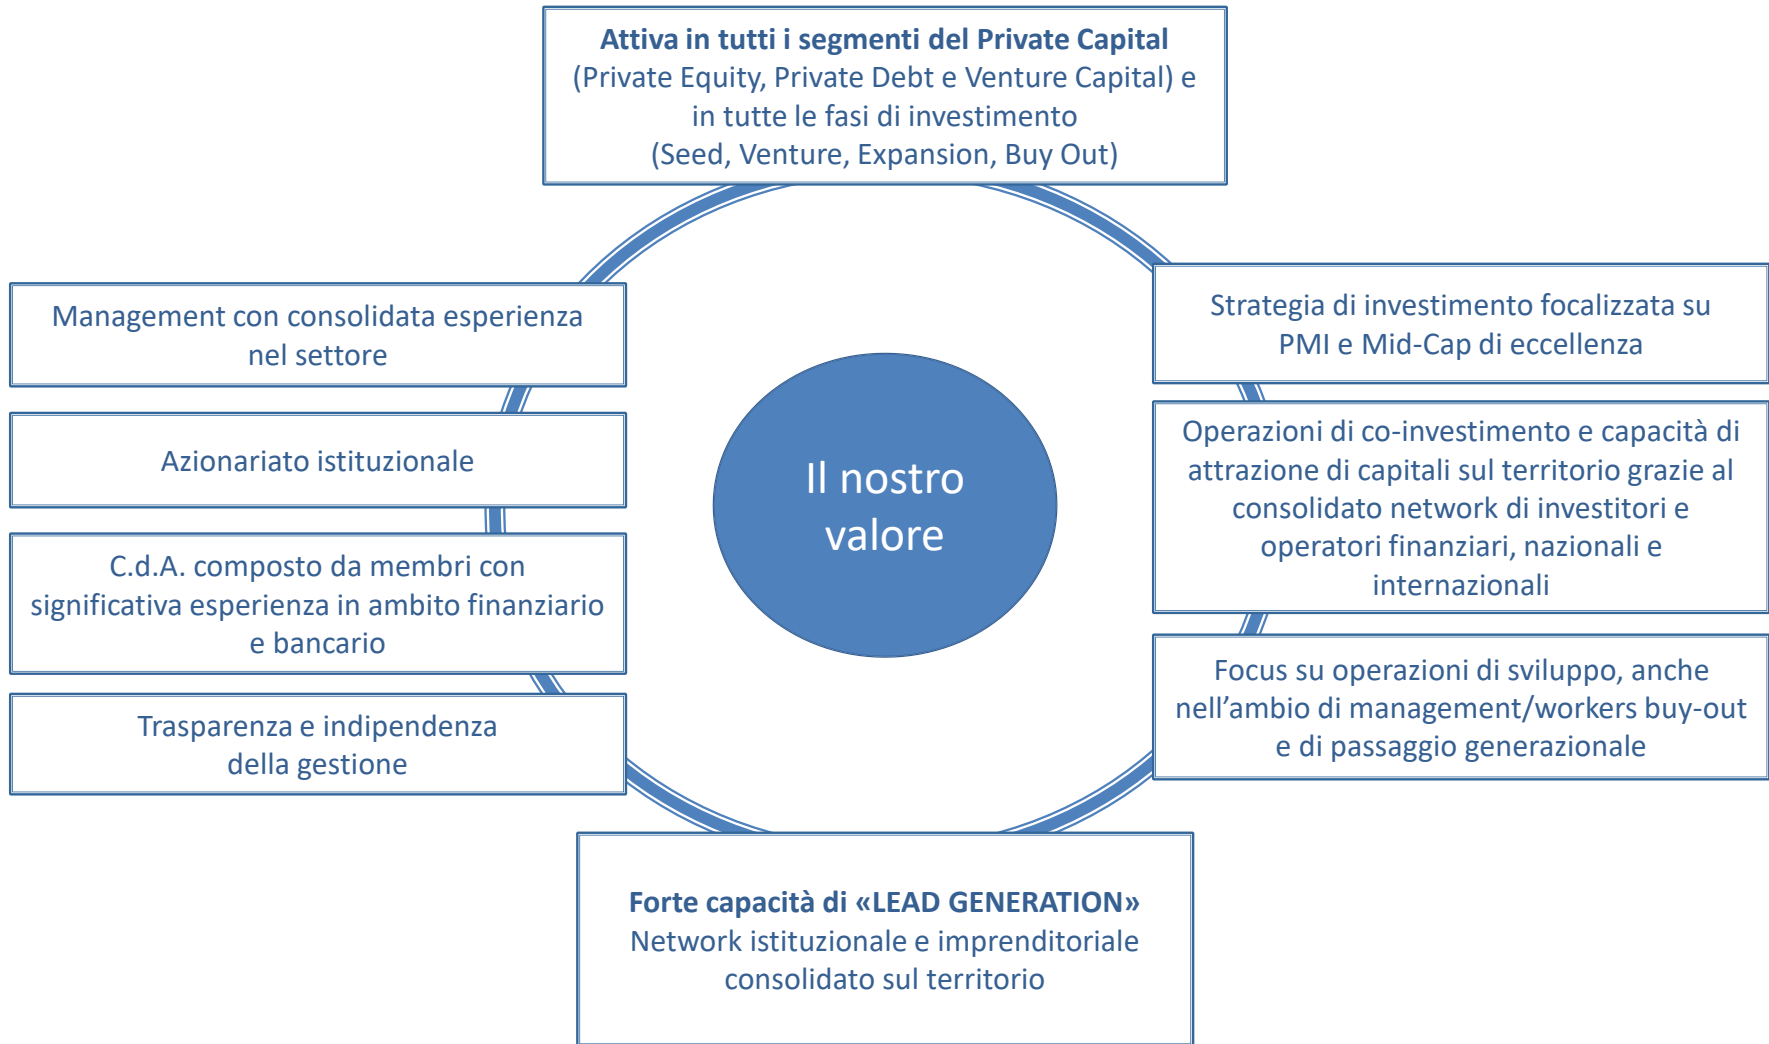 Attiva in tutti i segmenti del Private Capital
(Private Equity, Private Debt e Venture Capital) e
in tutte le fasi di investimento
(Seed, Venture, Expansion, Buy Out)
Management con consolidata esperienza
nel settore
Azionariato istituzionale
C.d.A. composto da membri con
significativa esperienza in ambito finanziario
e bancario
Trasparenza e indipendenza
della gestione
Il nostro
valore
Strategia di investimento focalizzata su
PMI e Mid-Cap di eccellenza
Operazioni di co-investimento e capacità di
attrazione di capitali sul territorio grazie al
consolidato network di investitori e
operatori finanziari, nazionali e
internazionali
Focus su operazioni di sviluppo, anche
nell’ambio di management/workers buy-out
e di passaggio generazionale
Forte capacità di «LEAD GENERATION»
Network istituzionale e imprenditoriale
consolidato sul territorio